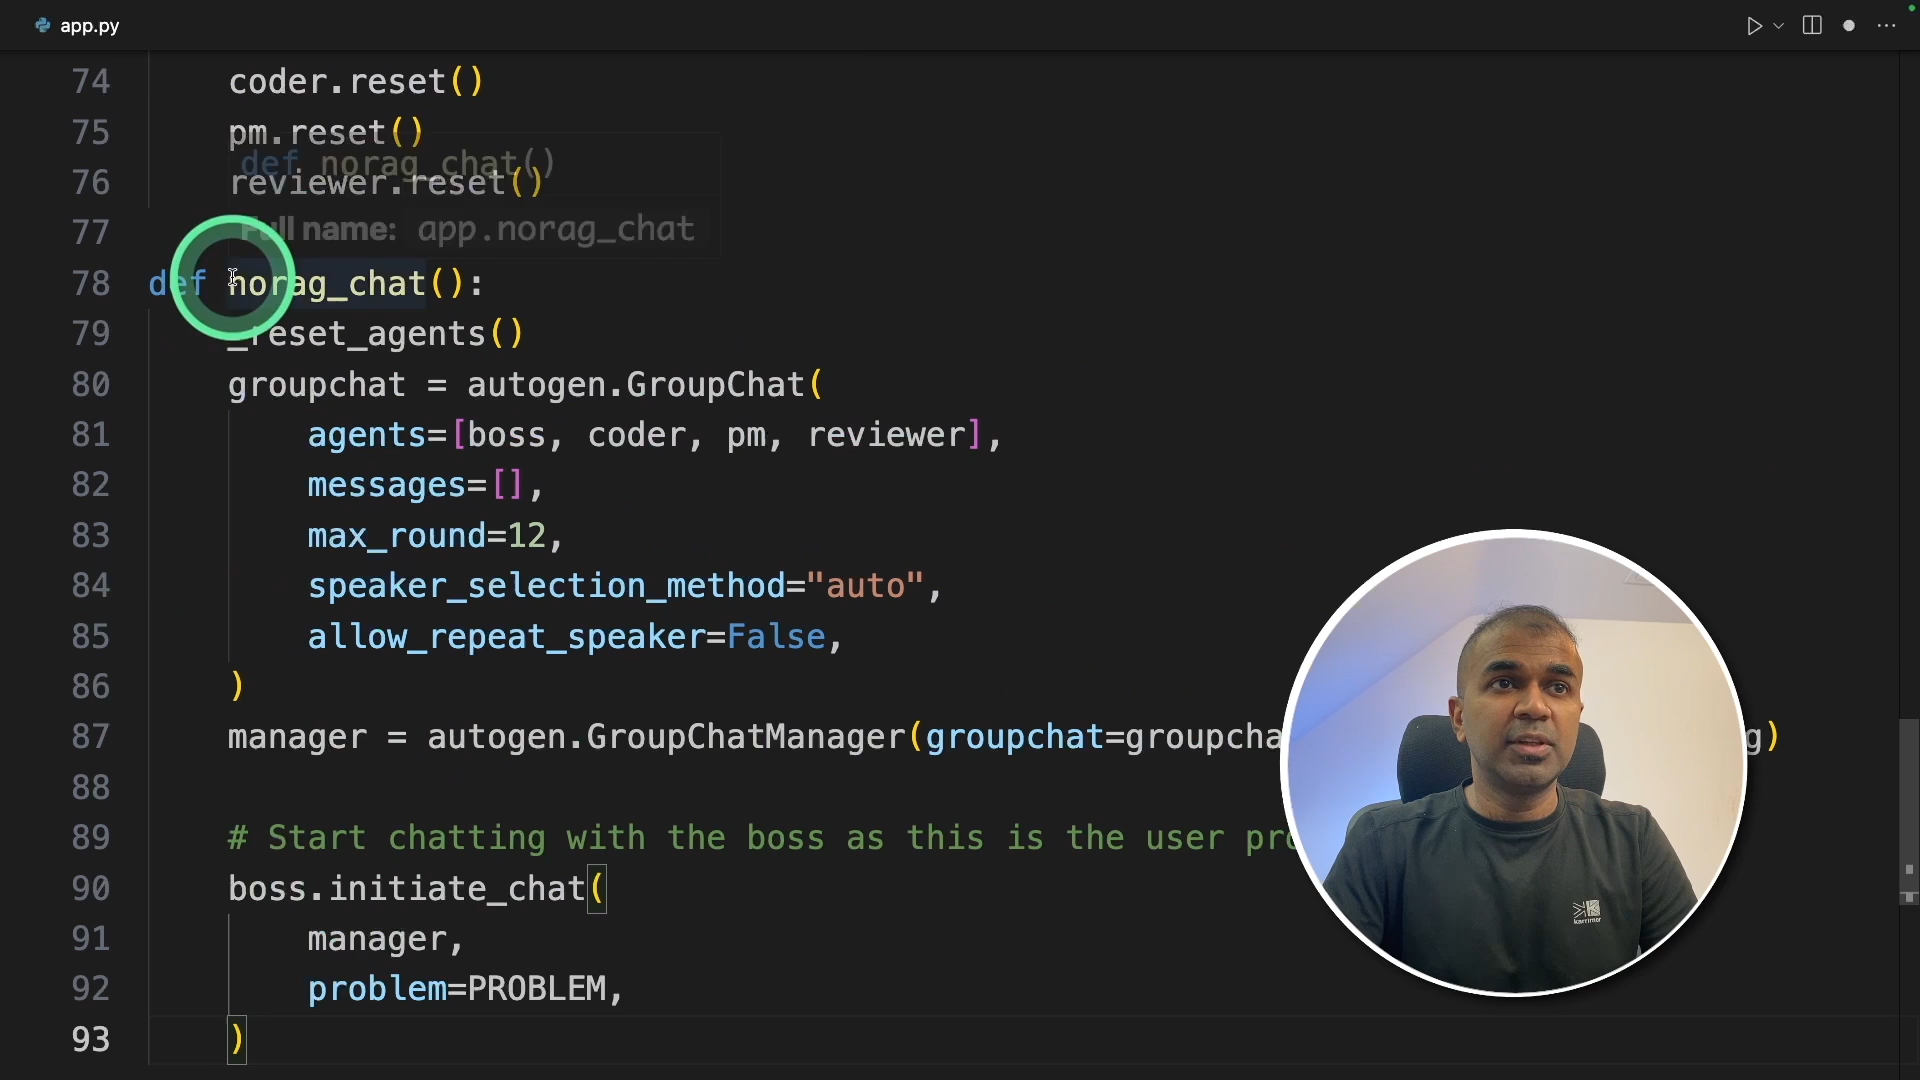 app.py
74 coder.reset()
75 pm.reset()
def norag_chat()
76 reviewer.reset()
77 Full name: app.norag_chat
78 def norag_chat():
79 _reset_agents()
80 groupchat = autogen.GroupChat(
81 agents=[boss, coder, pm, reviewer],
82 messages=[],
83 max_round=12,
84 speaker_selection_method="auto",
85 allow_repeat_speaker=False,
86 )
87 manager = autogen.GroupChatManager(groupchat=groupcha g)
88
89 # Start chatting with the boss as this is the user pro
90 boss.initiate_chat(
91 manager,
92 problem=PROBLEM,
93 )
karrimor